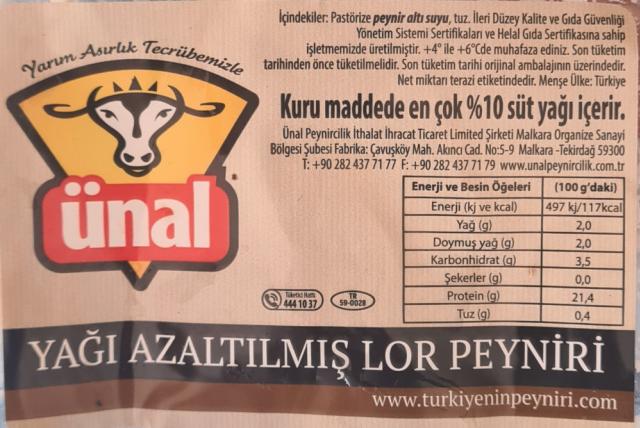 Yarım Asırlık Tecrübemizle
ünal
İçindekiler: Pastörize peynir altı suyu, tuz. İleri Düzey Kalite ve Gıda Güvenliği
Yönetim Sistemi Sertifikaları ve Helal Gıda Sertifikasına sahip
işletmemizde üretilmiştir. +4° ile +6°Cde muhafaza ediniz. Son tüketim
tarihinden önce tüketilmelidir. Son tüketim tarihi orijinal ambalajının üzerindedir.
Net miktarı terazi etiketindedir. Menşe Ülke: Türkiye
Kuru maddede en çok %10 süt yağı içerir.
Ünal Peynircilik İthalat İhracat Ticaret Limited Şirketi Malkara Organize Sanayi
Bölgesi Şubesi Fabrika: Çavuşköy Mah. Akıncı Cad. No:5-9 Malkara -Tekirdağ 59300
T: +90 282 437 71 77 F: +90 282 437 71 79 www.unalpeynircilik.com.tr
Enerji ve Besin Öğeleri (100 g'daki)
Enerji (kj ve kcal) 497 kj/117kcal
Yağ (g) 2,0
Doymuş yağ (g) 2,0
Karbonhidrat (g) 3,5
Şekerler (g) 0,0
Protein (g) 21,4
Tuz (g) 0,4
Tüketici Hattı
444 10 37
TR
59-0028
YAĞI AZALTILMIŞ LOR PEYNİRİ
www.turkiyeninpeyniri.com